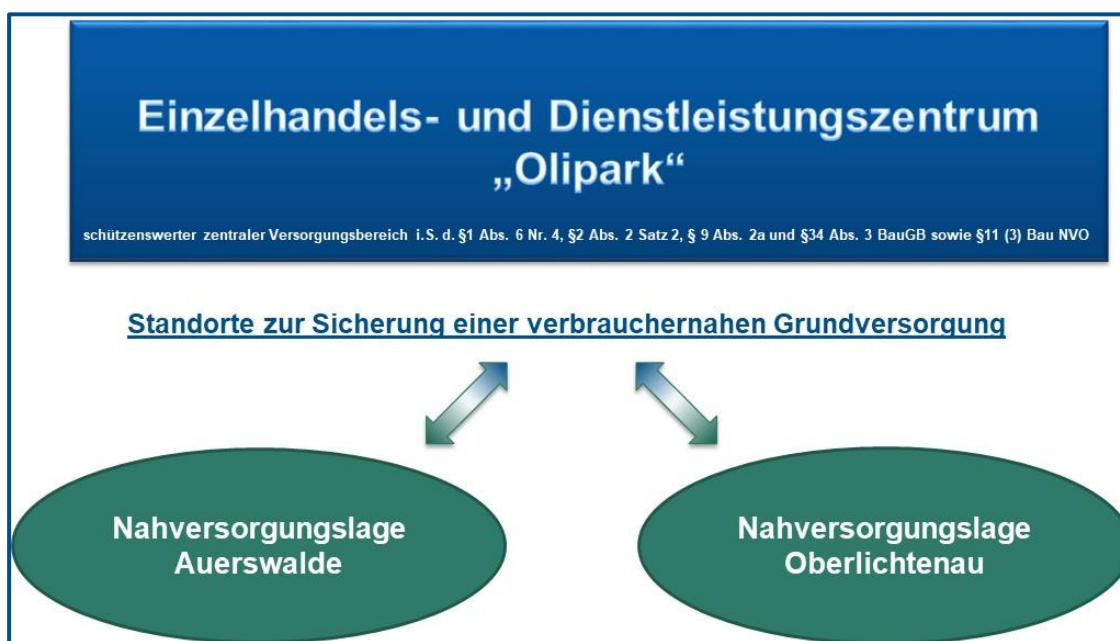 Einzelhandels- und Dienstleistungszentrum
„Olipark“
schützenswerter zentraler Versorgungsbereich i.S. d. §1 Abs. 6 Nr. 4, §2 Abs. 2 Satz 2, § 9 Abs. 2a und §34 Abs. 3 BauGB sowie §11 (3) Bau NVO
Standorte zur Sicherung einer verbrauchernahen Grundversorgung
Nahversorgungslage
Auerswalde
Nahversorgungslage
Oberlichtenau